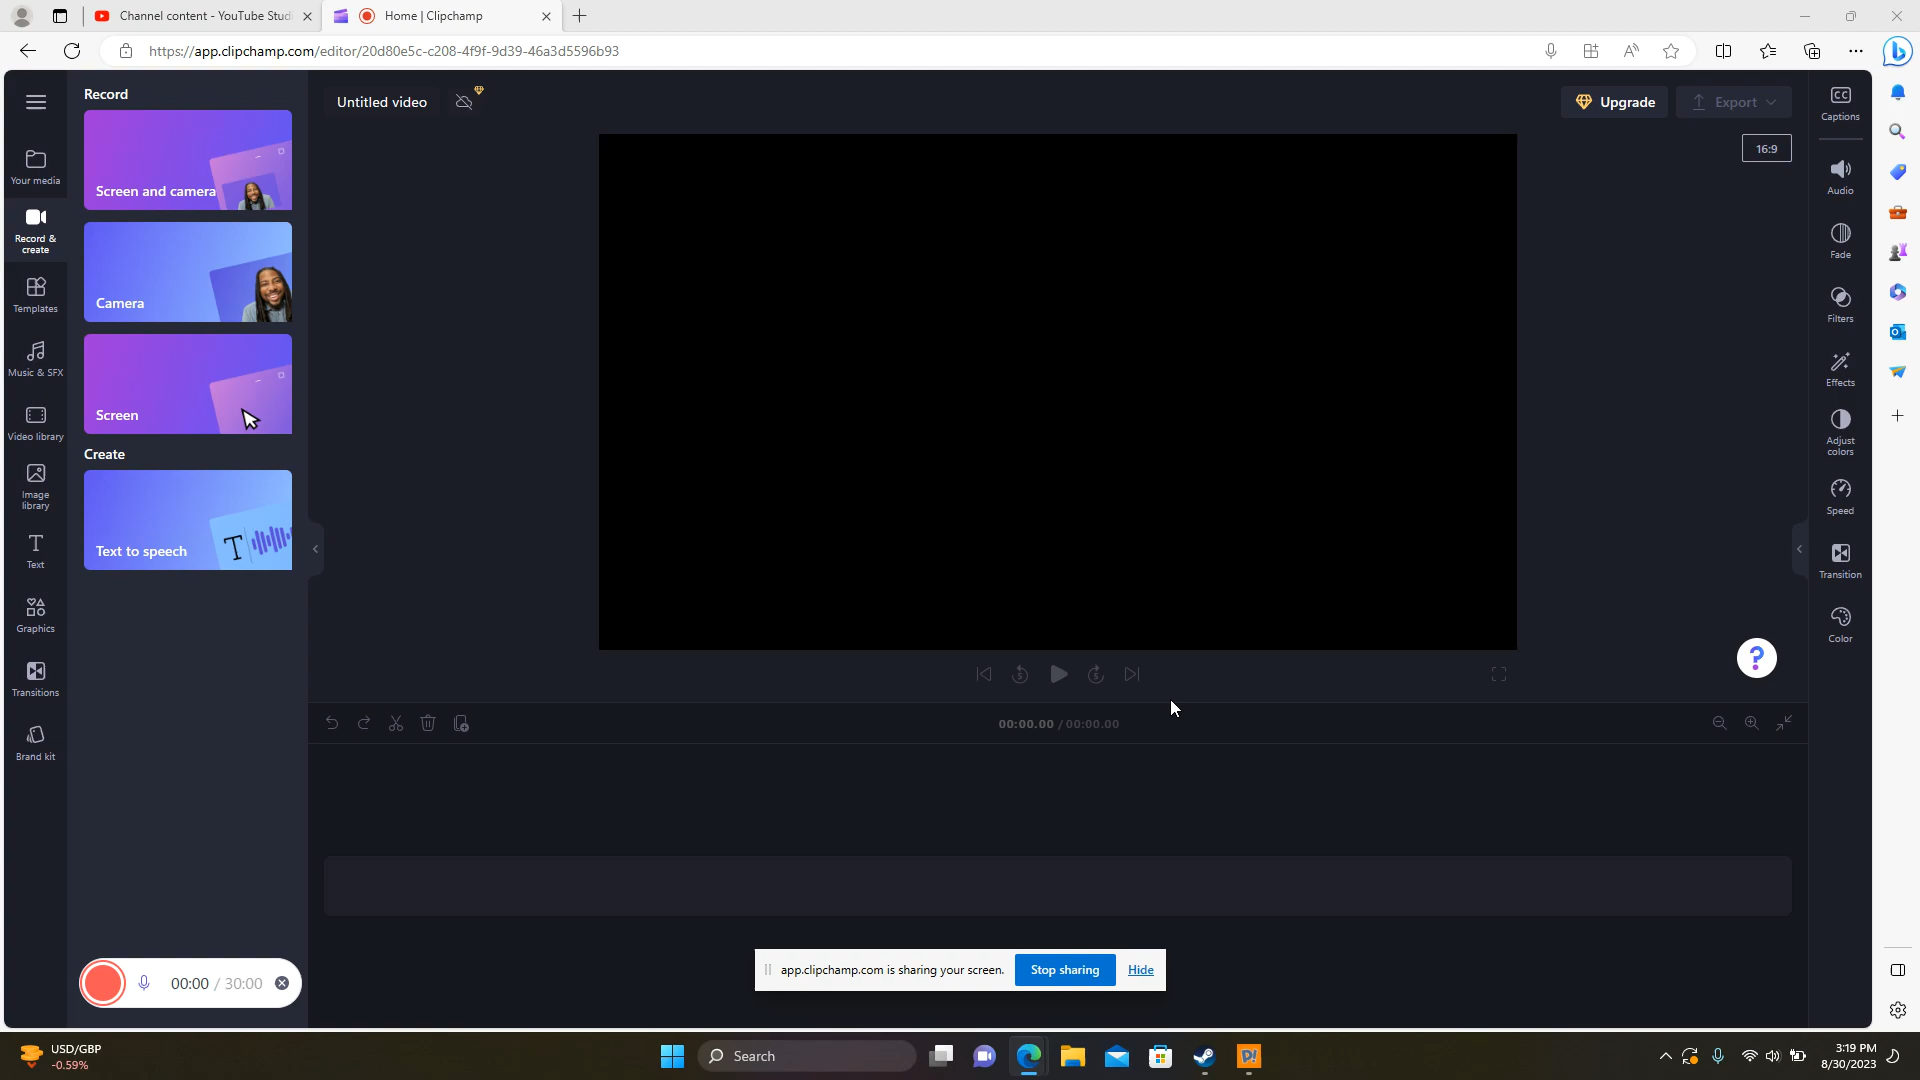 Channel content - YouTube Stud
Home | Clipchamp
https://app.clipchamp.com/editor/20d80e5c-c208-4f9f-9d39-46a3d5596b93
Record
Screen and camera
Camera
Screen
Create
Text to speech
Your media
Record &
create
Templates
Music & SFX
Video library
Image
library
Text
Graphics
Transitions
Brand kit
Untitled video
Upgrade
Export
16:9
CC
Captions
Audio
Fade
Filters
Effects
Adjust
colors
Speed
Transition
Color
5
5
?
00:00.00 / 00:00.00
app.clipchamp.com is sharing your screen.
Stop sharing
Hide
00:00 / 30:00
USD/GBP
-0.59%
Search
3:19 PM
8/30/2023